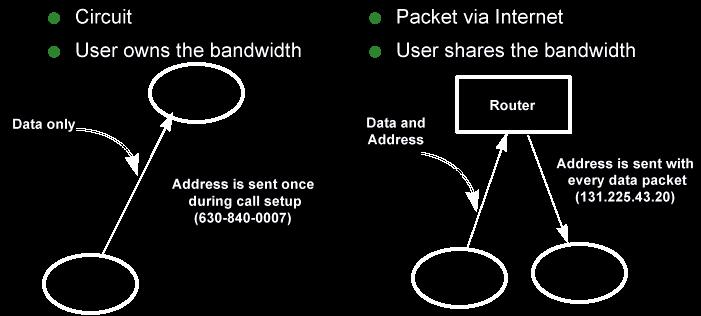 Circuit
User owns the bandwidth
Data only
Address is sent once
during call setup
(630-840-0007)
Packet via Internet
User shares the bandwidth
Router
Data and
Address
Address is sent with
every data packet
(131.225.43.20)